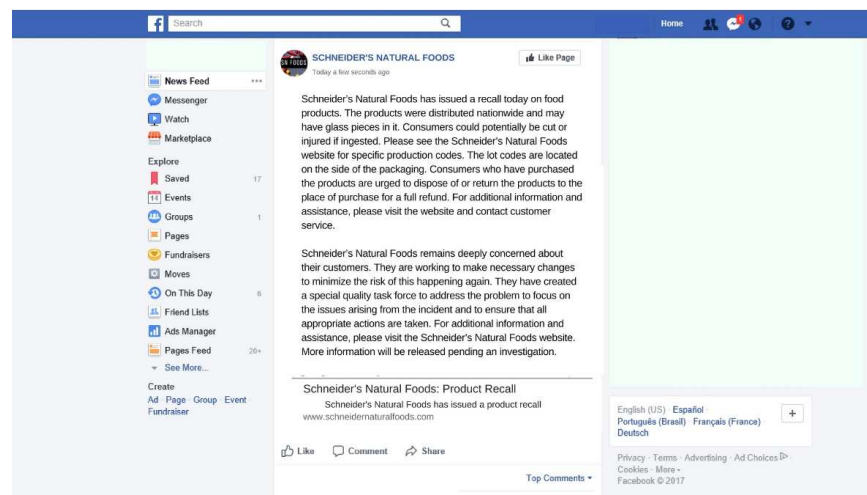 f
Search
Home
1
?
SN FOODS
SCHNEIDER'S NATURAL FOODS
Today a few seconds ago
Like Page
News Feed
Messenger
Watch
Marketplace
Explore
Saved 17
14 Events
Groups 1
Pages
Fundraisers
Moves
On This Day 6
Friend Lists
Ads Manager
Pages Feed 20+
See More...
Create
Ad · Page · Group · Event ·
Fundraiser
Schneider's Natural Foods has issued a recall today on food
products. The products were distributed nationwide and may
have glass pieces in it. Consumers could potentially be cut or
injured if ingested. Please see the Schneider's Natural Foods
website for specific production codes. The lot codes are located
on the side of the packaging. Consumers who have purchased
the products are urged to dispose of or return the products to the
place of purchase for a full refund. For additional information and
assistance, please visit the website and contact customer
service.
Schneider's Natural Foods remains deeply concerned about
their customers. They are working to make necessary changes
to minimize the risk of this happening again. They have created
a special quality task force to address the problem to focus on
the issues arising from the incident and to ensure that all
appropriate actions are taken. For additional information and
assistance, please visit the Schneider's Natural Foods website.
More information will be released pending an investigation.
Schneider's Natural Foods: Product Recall
Schneider's Natural Foods has issued a product recall
www.schneidernaturalfoods.com
Like Comment Share
Top Comments
English (US) · Español ·
Português (Brasil) · Français (France) ·
Deutsch
+
Privacy · Terms · Advertising · Ad Choices ·
Cookies · More
Facebook © 2017